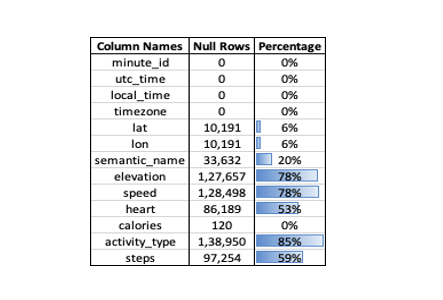 Column Names Null Rows Percentage
minute_id 0 0%
utc_time 0 0%
local_time 0 0%
timezone 0 0%
lat 10,191 6%
lon 10,191 6%
semantic_name 33,632 20%
elevation 1,27,657 78%
speed 1,28,498 78%
heart 86,189 53%
calories 120 0%
activity_type 1,38,950 85%
steps 97,254 59%